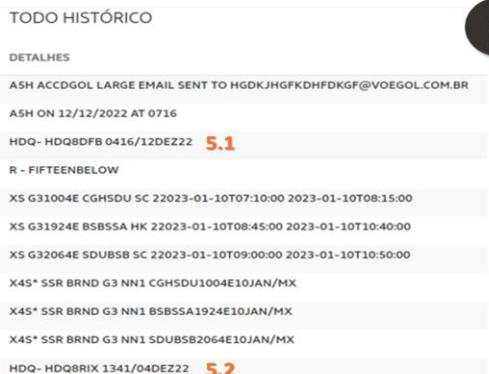 TODO HISTÓRICO
DETALHES
A5H ACCDGOL LARGE EMAIL SENT TO HGDKJHGFKDHFDKGF@VOEGOL.COM.BR
A5H ON 12/12/2022 AT 0716
HDQ- HDQ8DFB 0416/12DEZ22 5.1
R - FIFTEENBELOW
XS G31004E CGHSDU SC 22023-01-10T07:10:00 2023-01-10T08:15:00
XS G31924E BSBSSA HK 22023-01-10T08:45:00 2023-01-10T10:40:00
XS G32064E SDUBSB SC 22023-01-10T09:00:00 2023-01-10T10:50:00
X4S* SSR BRND G3 NN1 CGHSDU1004E10JAN/MX
X4S* SSR BRND G3 NN1 BSBSSA1924E10JAN/MX
X4S* SSR BRND G3 NN1 SDUBSB2064E10JAN/MX
HDQ- HDQ8RIX 1341/04DEZ22 5.2